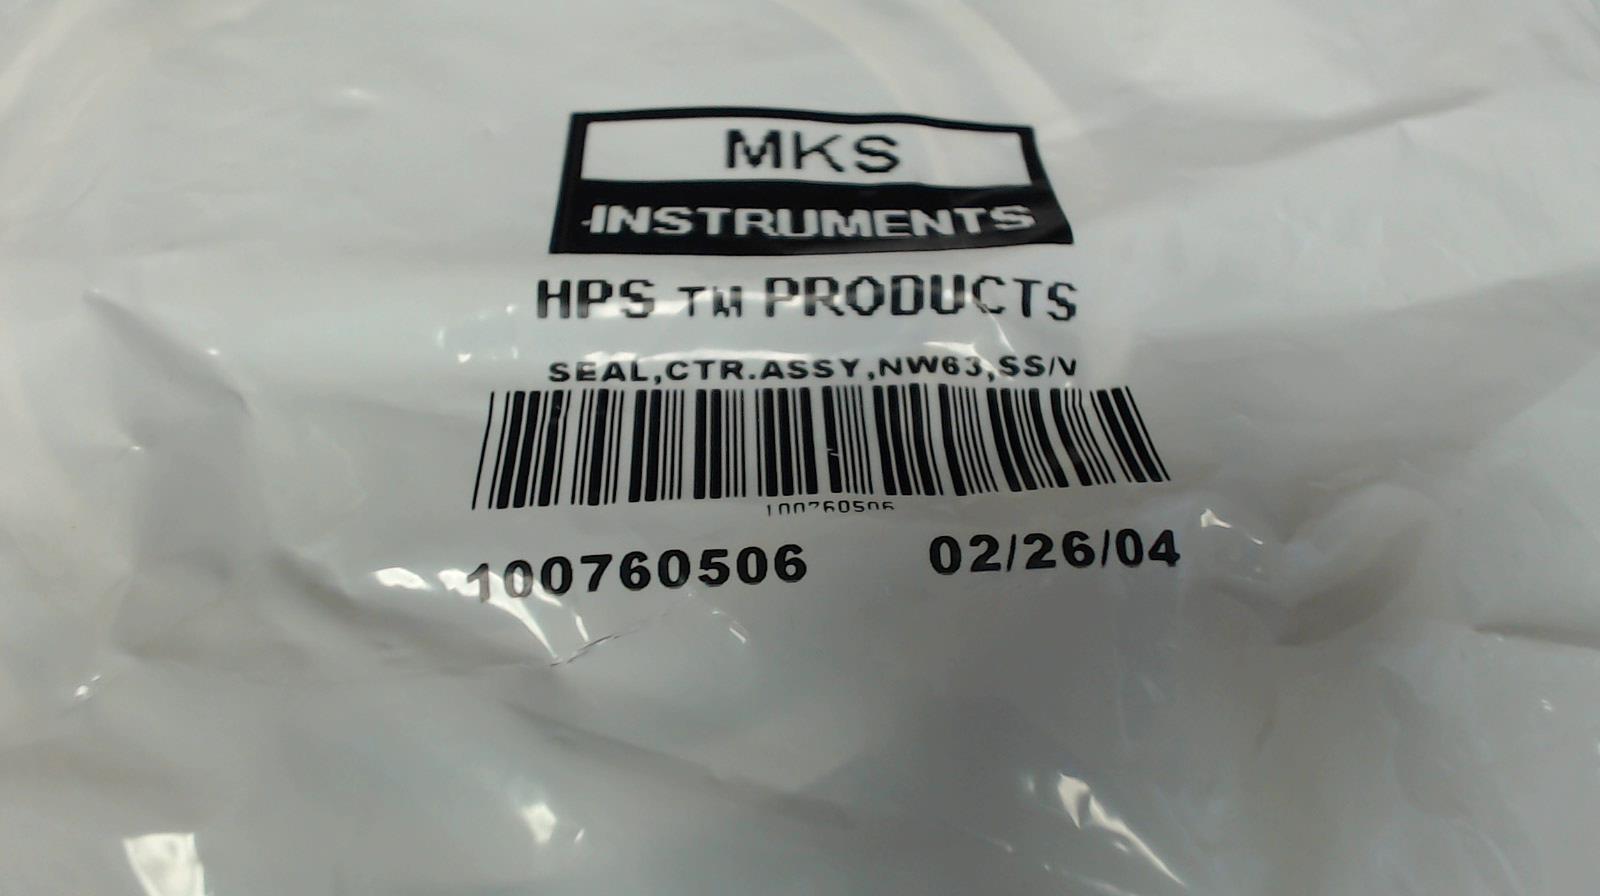 MKS
INSTRUMENTS
HPS TM PRODUCTS
SEAL,CTR.ASSY,NW63,SS/V
100760506
100760506 02/26/04